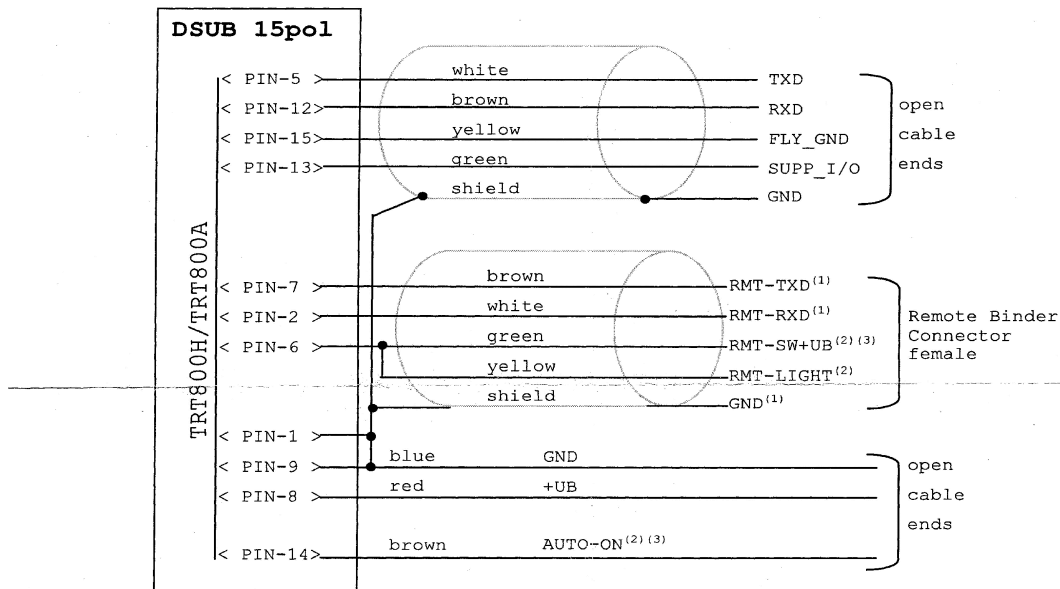 DSUB 15pol
TRT800H/TRT800A
< PIN-5 > white TXD
< PIN-12> brown RXD
< PIN-15> yellow FLY_GND
< PIN-13> green SUPP_I/O
shield GND
open
cable
ends
< PIN-7 > brown RMT-TXD(1)
< PIN-2 > white RMT-RXD(1)
< PIN-6 > green RMT-SW+UB(2)(3)
yellow RMT-LIGHT(2)
shield GND(1)
Remote Binder
Connector
female
< PIN-1 >
< PIN-9 > blue GND
< PIN-8 > red +UB
< PIN-14> brown AUTO-ON(2)(3)
open
cable
ends